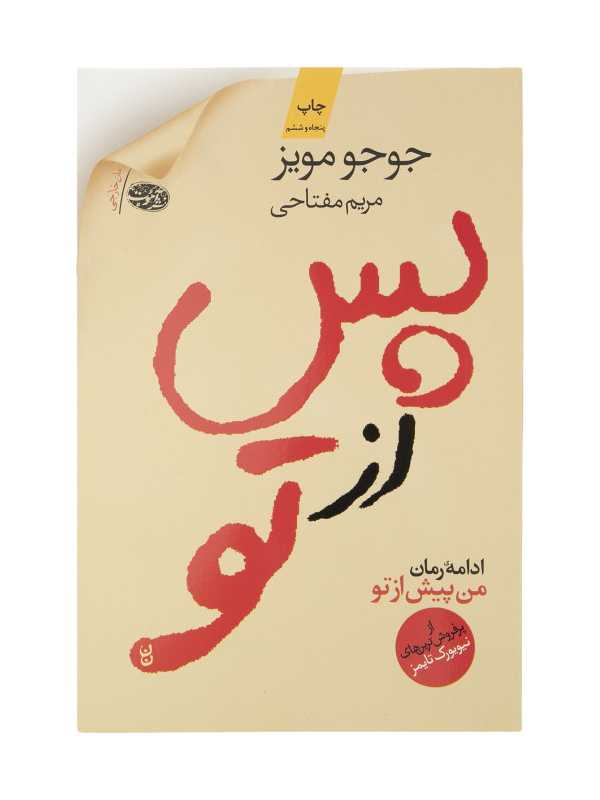 چاپ
پنجاه و ششم
جوجو مویز
مریم مفتاحی
پس
از
تو
ادامهٔ رمان
من پیش از تو
از
پرفروش‌ترین‌های
نیویورک تایمز